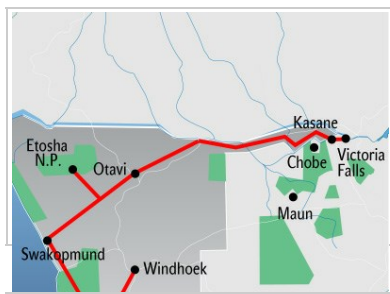 Kasane
Etosha
N.P.
Otavi
Chobe
Victoria
Falls
Maun
Swakopmund
Windhoek